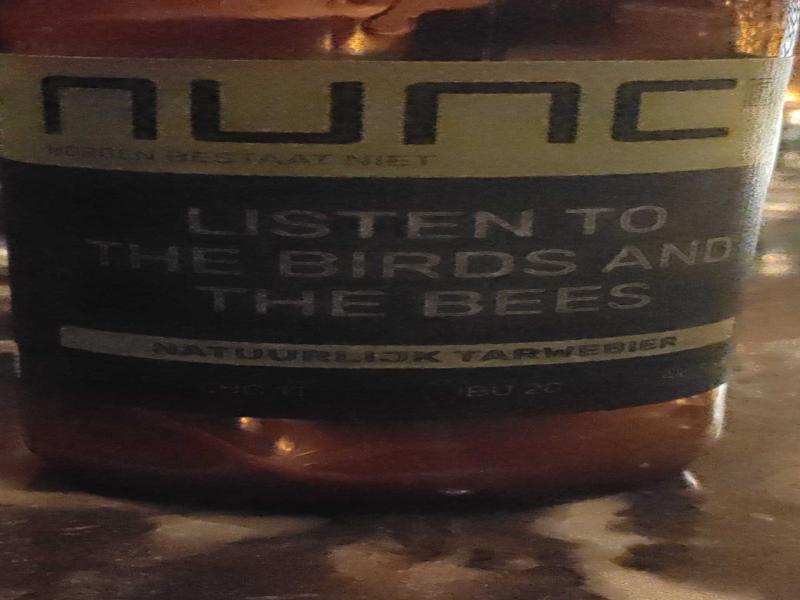 nunc
MORGEN BESTAAT NIET
LISTEN TO
THE BIRDS AND
THE BEES
NATUURLIJK TARWEBIER
IBU 20